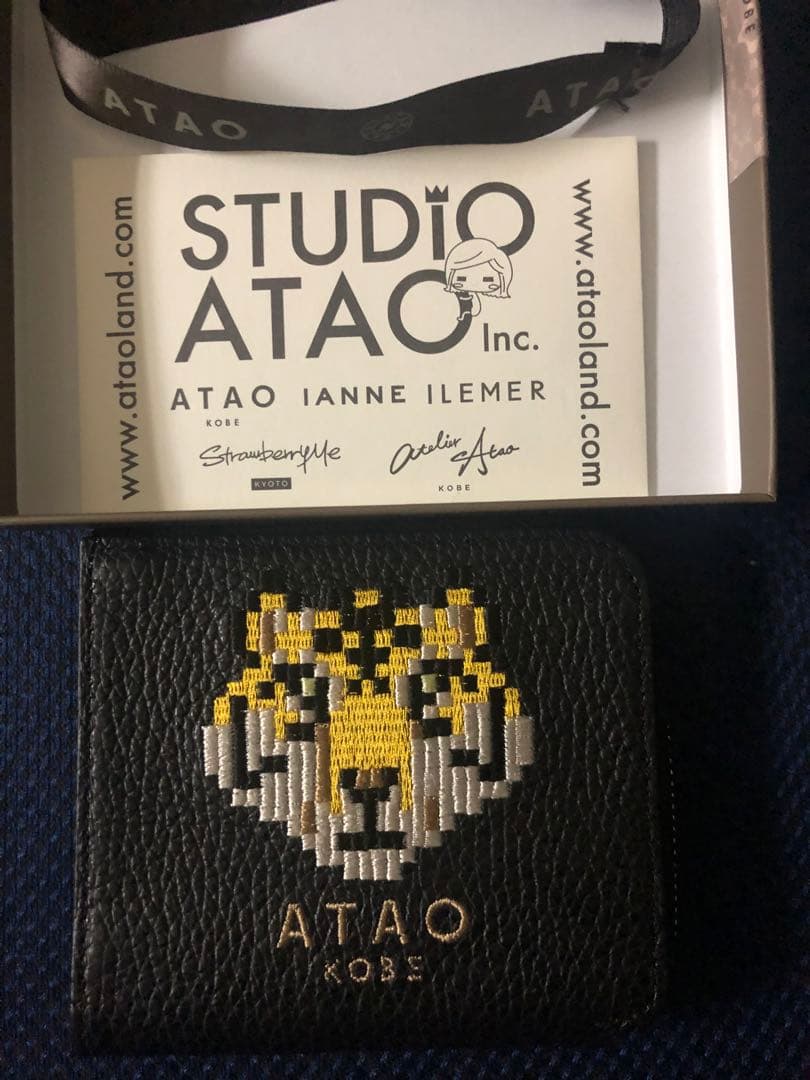 ATAO
ATAO
OBE
www.ataoland.com
STUDIO
ATAO Inc.
ATAO IANNE ILEMER
KOBE
StrawberryMe
KYOTO
atelier Atao
KOBE
www.ataoland.com
ATAO
KOBE